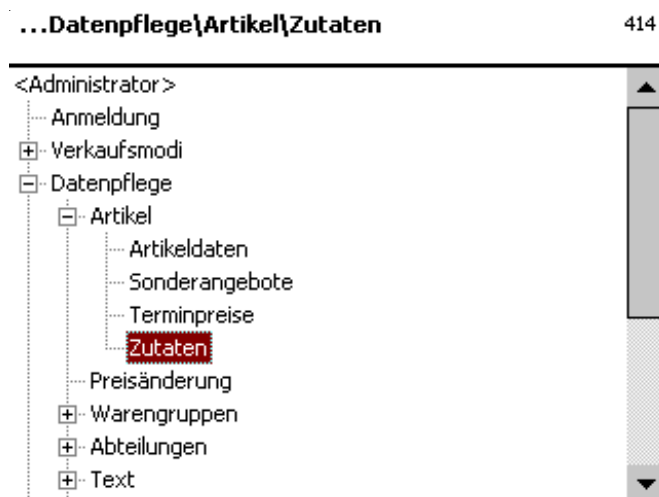 ...Datenpflege\Artikel\Zutaten 414
<Administrator>
Anmeldung
Verkaufsmodi
Datenpflege
Artikel
Artikeldaten
Sonderangebote
Terminpreise
Zutaten
Preisänderung
Warengruppen
Abteilungen
Text